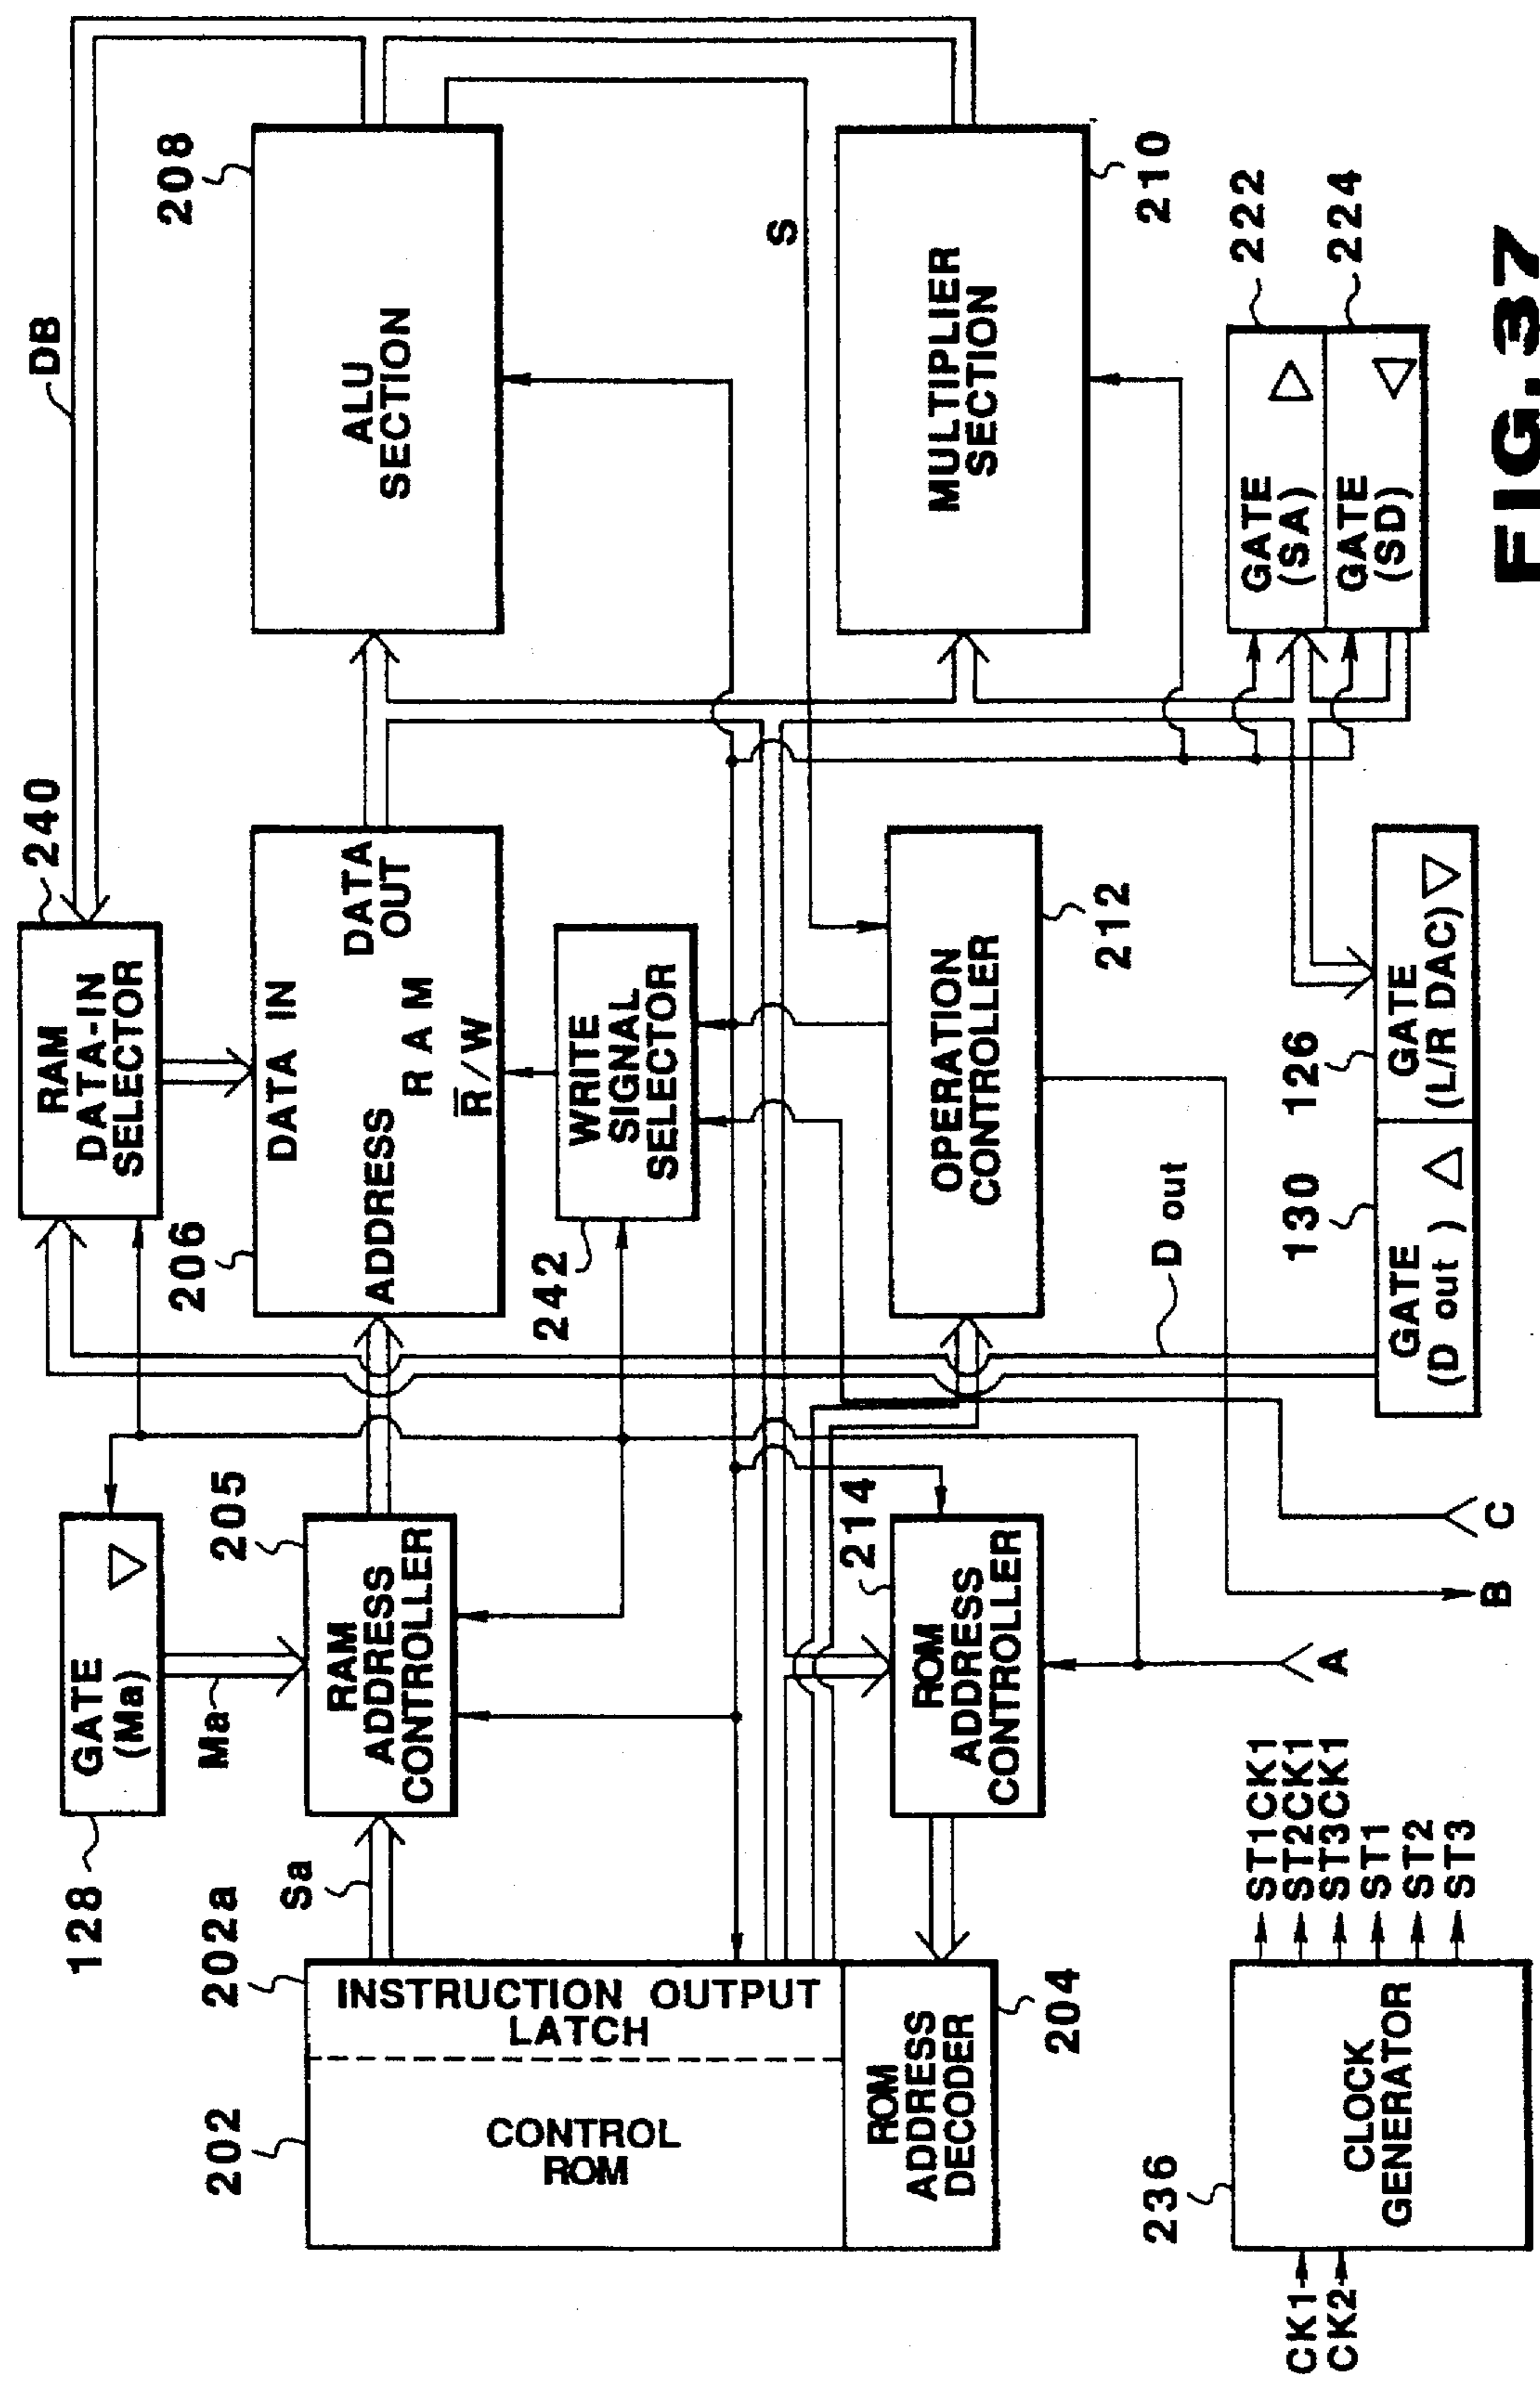 DB
128
GATE
(Ma)
Ma
240
RAM
DATA-IN
SELECTOR
208
ALU
SECTION
202a
Sa
205
RAM
ADDRESS
CONTROLLER
206
DATA IN
ADDRESS
DATA
OUT
RAM
R̅/W
202
INSTRUCTION OUTPUT
LATCH
CONTROL
ROM
242
WRITE
SIGNAL
SELECTOR
S
214
ROM
ADDRESS
CONTROLLER
OPERATION
CONTROLLER
212
MULTIPLIER
SECTION
210
ROM
ADDRESS
DECODER
204
D out
236
CLOCK
GENERATOR
CK1
CK2
ST1CK1
ST2CK1
ST3CK1
ST1
ST2
ST3
A
B
C
130
GATE
(D out)
126
GATE
(L/R DAC)
GATE
(SA)
222
GATE
(SD)
224
FIG. 37